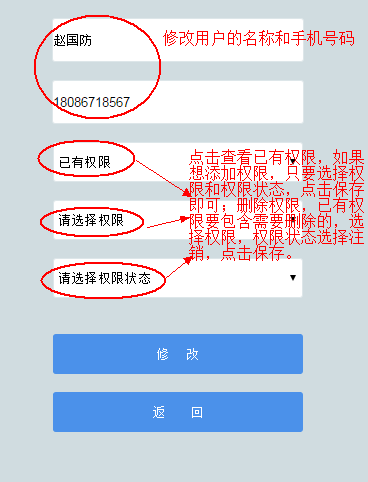 赵国防
修改用户的名称和手机号码
18086718567
已有权限
请选择权限
请选择权限状态
点击查看已有权限，如果
想添加权限，只要选择权
限和权限状态，点击保存
即可；删除权限，已有权
限要包含需要删除的，选
择权限，权限状态选择注
销，点击保存。
修 改
返 回